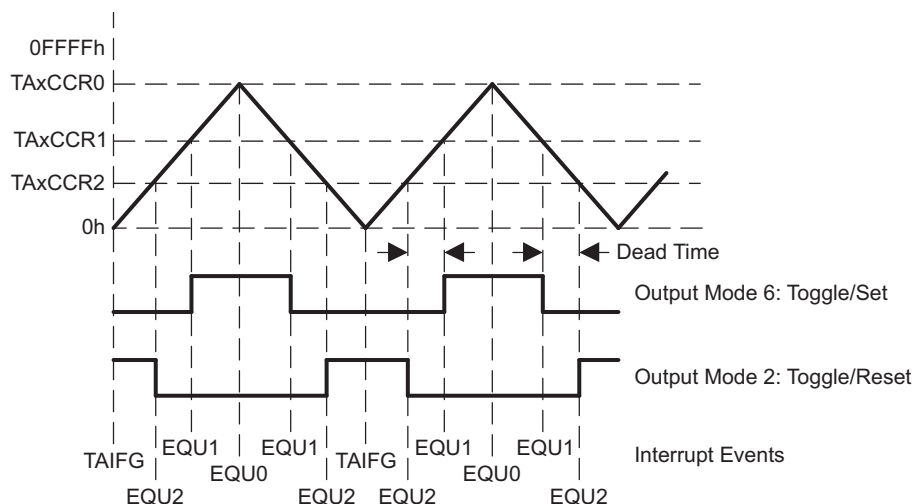 0FFFFh
TAxCCR0
TAxCCR1
TAxCCR2
0h
Dead Time
Output Mode 6: Toggle/Set
Output Mode 2: Toggle/Reset
EQU1 EQU1 EQU1 EQU1
TAIFG EQU0 TAIFG EQU0 Interrupt Events
EQU2 EQU2 EQU2 EQU2